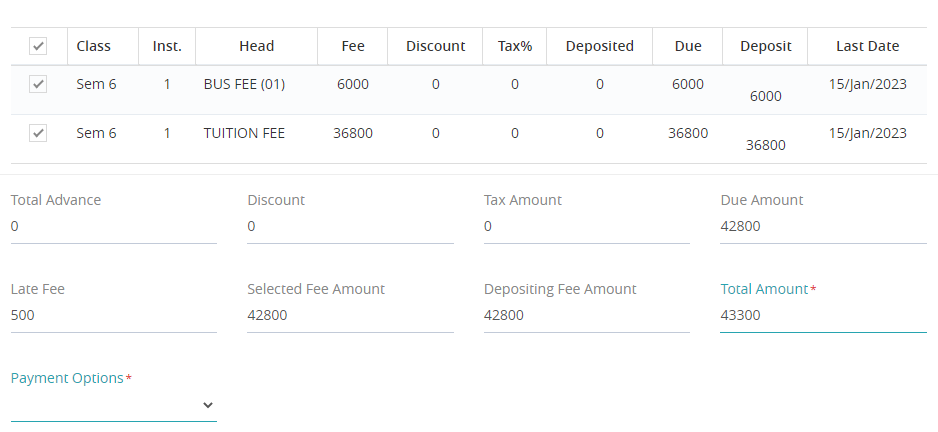 Class Inst. Head Fee Discount Tax% Deposited Due Deposit Last Date
Sem 6 1 BUS FEE (01) 6000 0 0 0 6000 6000 15/Jan/2023
Sem 6 1 TUITION FEE 36800 0 0 0 36800 36800 15/Jan/2023
Total Advance Discount Tax Amount Due Amount
0 0 0 42800
Late Fee Selected Fee Amount Depositing Fee Amount Total Amount*
500 42800 42800 43300
Payment Options*